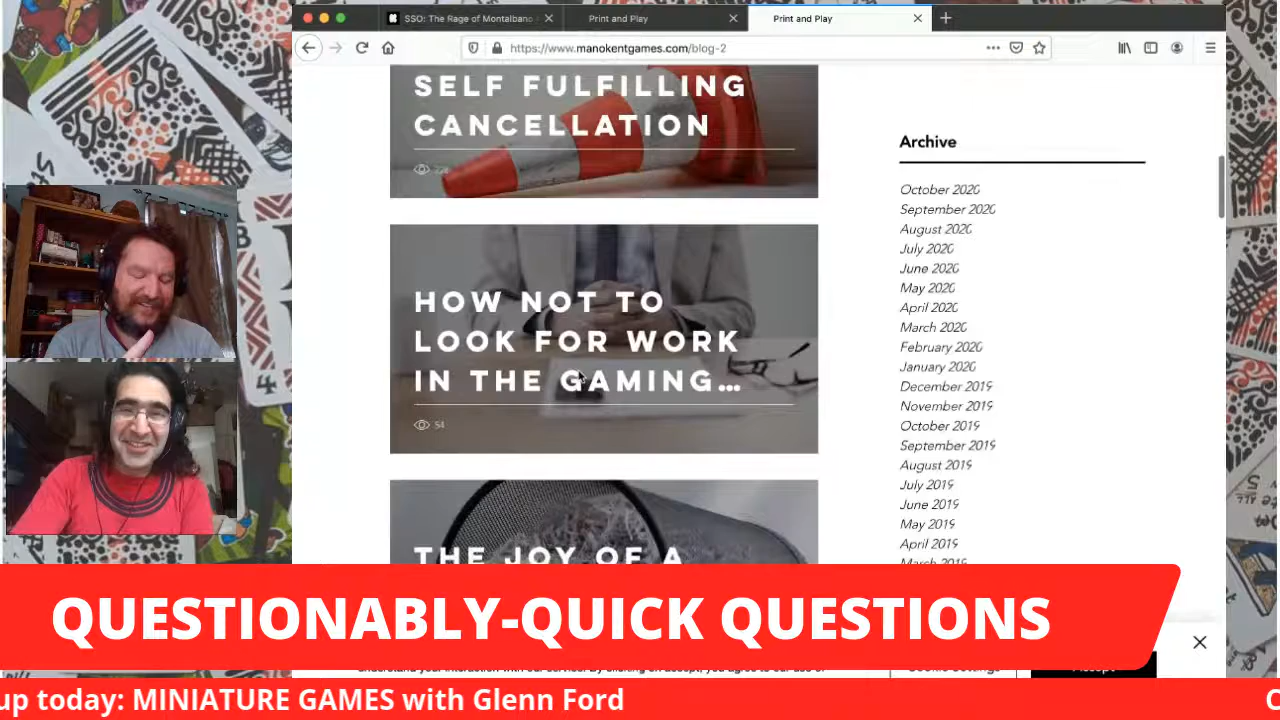 SSO: The Rage of Montalbano
Print and Play
Print and Play
https://www.manokentgames.com/blog-2
SELF FULFILLING
CANCELLATION
HOW NOT TO
LOOK FOR WORK
IN THE GAMING…
54
THE JOY OF A
Archive
October 2020
September 2020
August 2020
July 2020
June 2020
May 2020
April 2020
March 2020
February 2020
January 2020
December 2019
November 2019
October 2019
September 2019
August 2019
July 2019
June 2019
May 2019
April 2019
March 2019
QUESTIONABLY-QUICK QUESTIONS
up today: MINIATURE GAMES with Glenn Ford